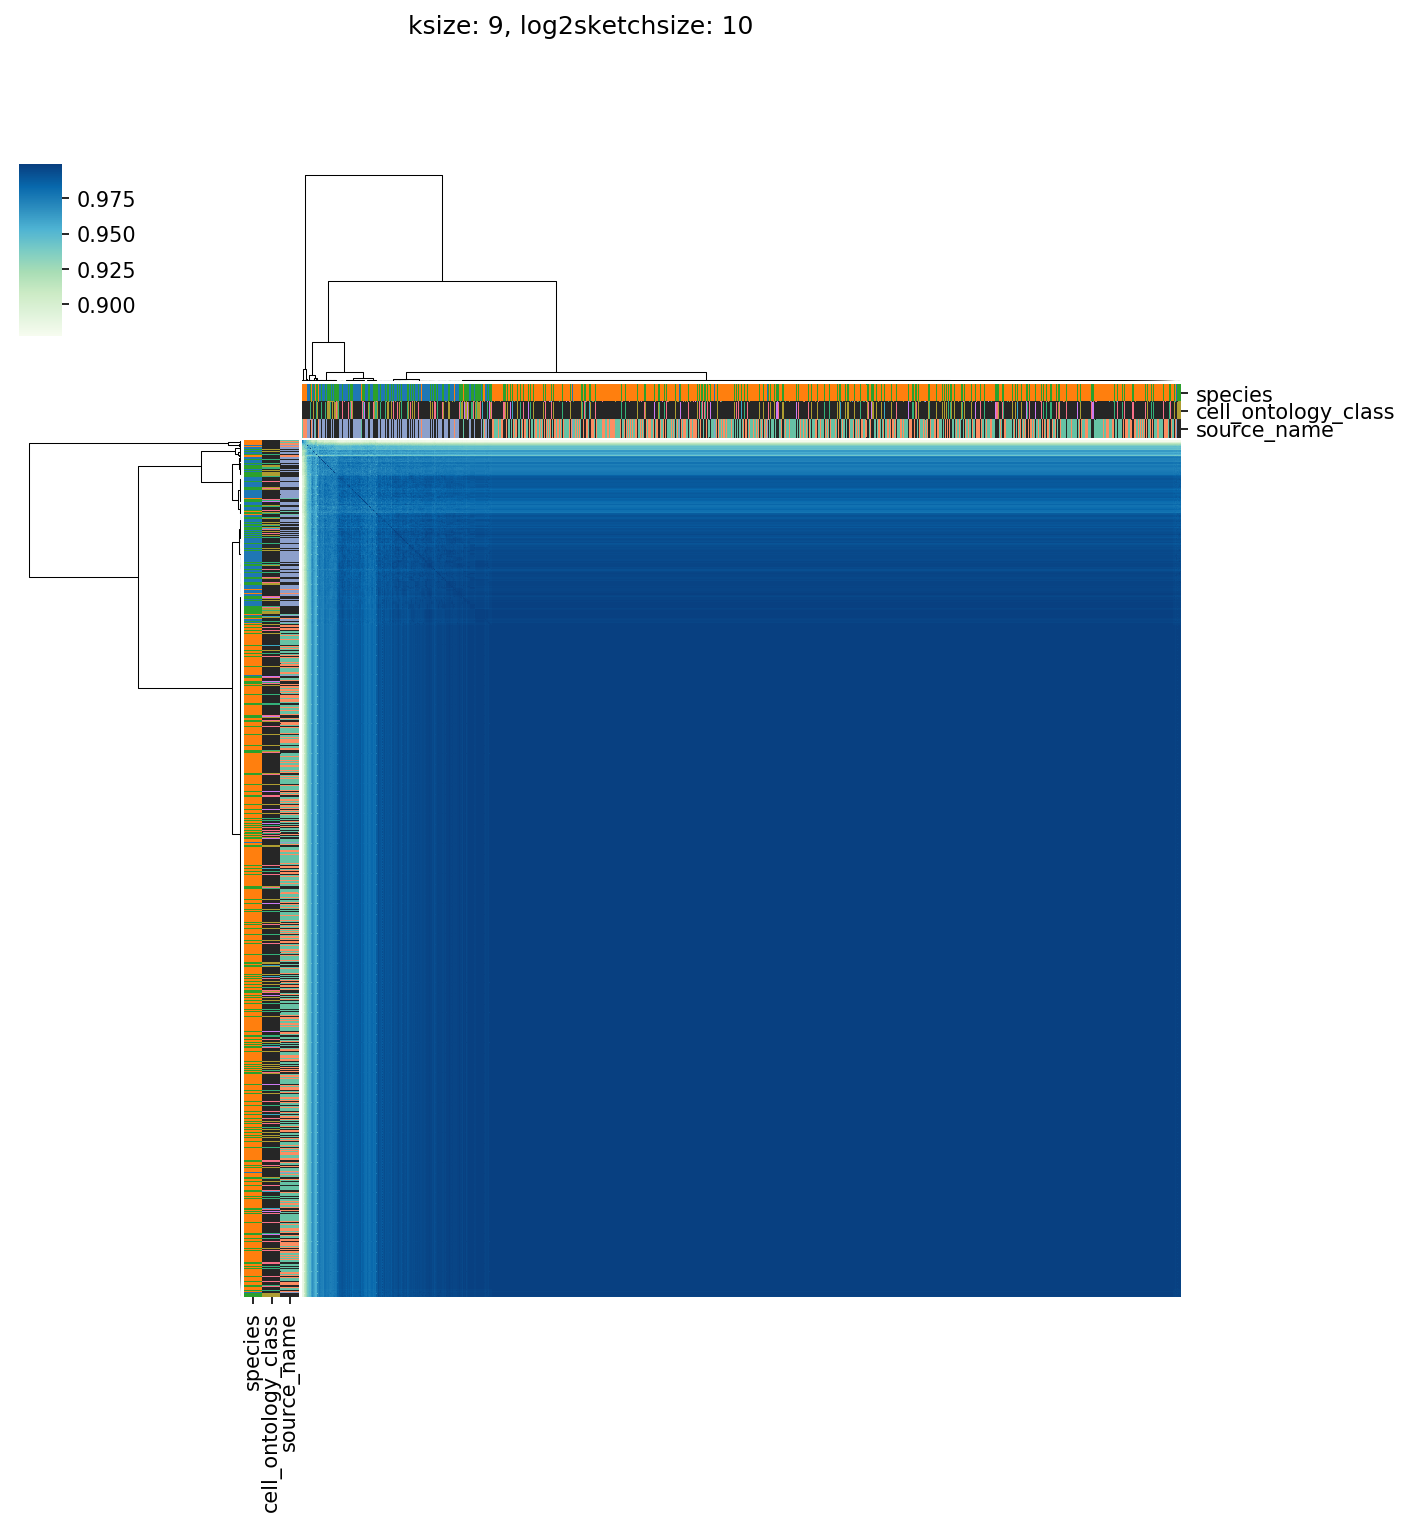 ksize: 9, log2sketchsize: 10
0.975
0.950
0.925
0.900
species
cell_ontology_class
source_name
species
cell_ontology_class
source_name